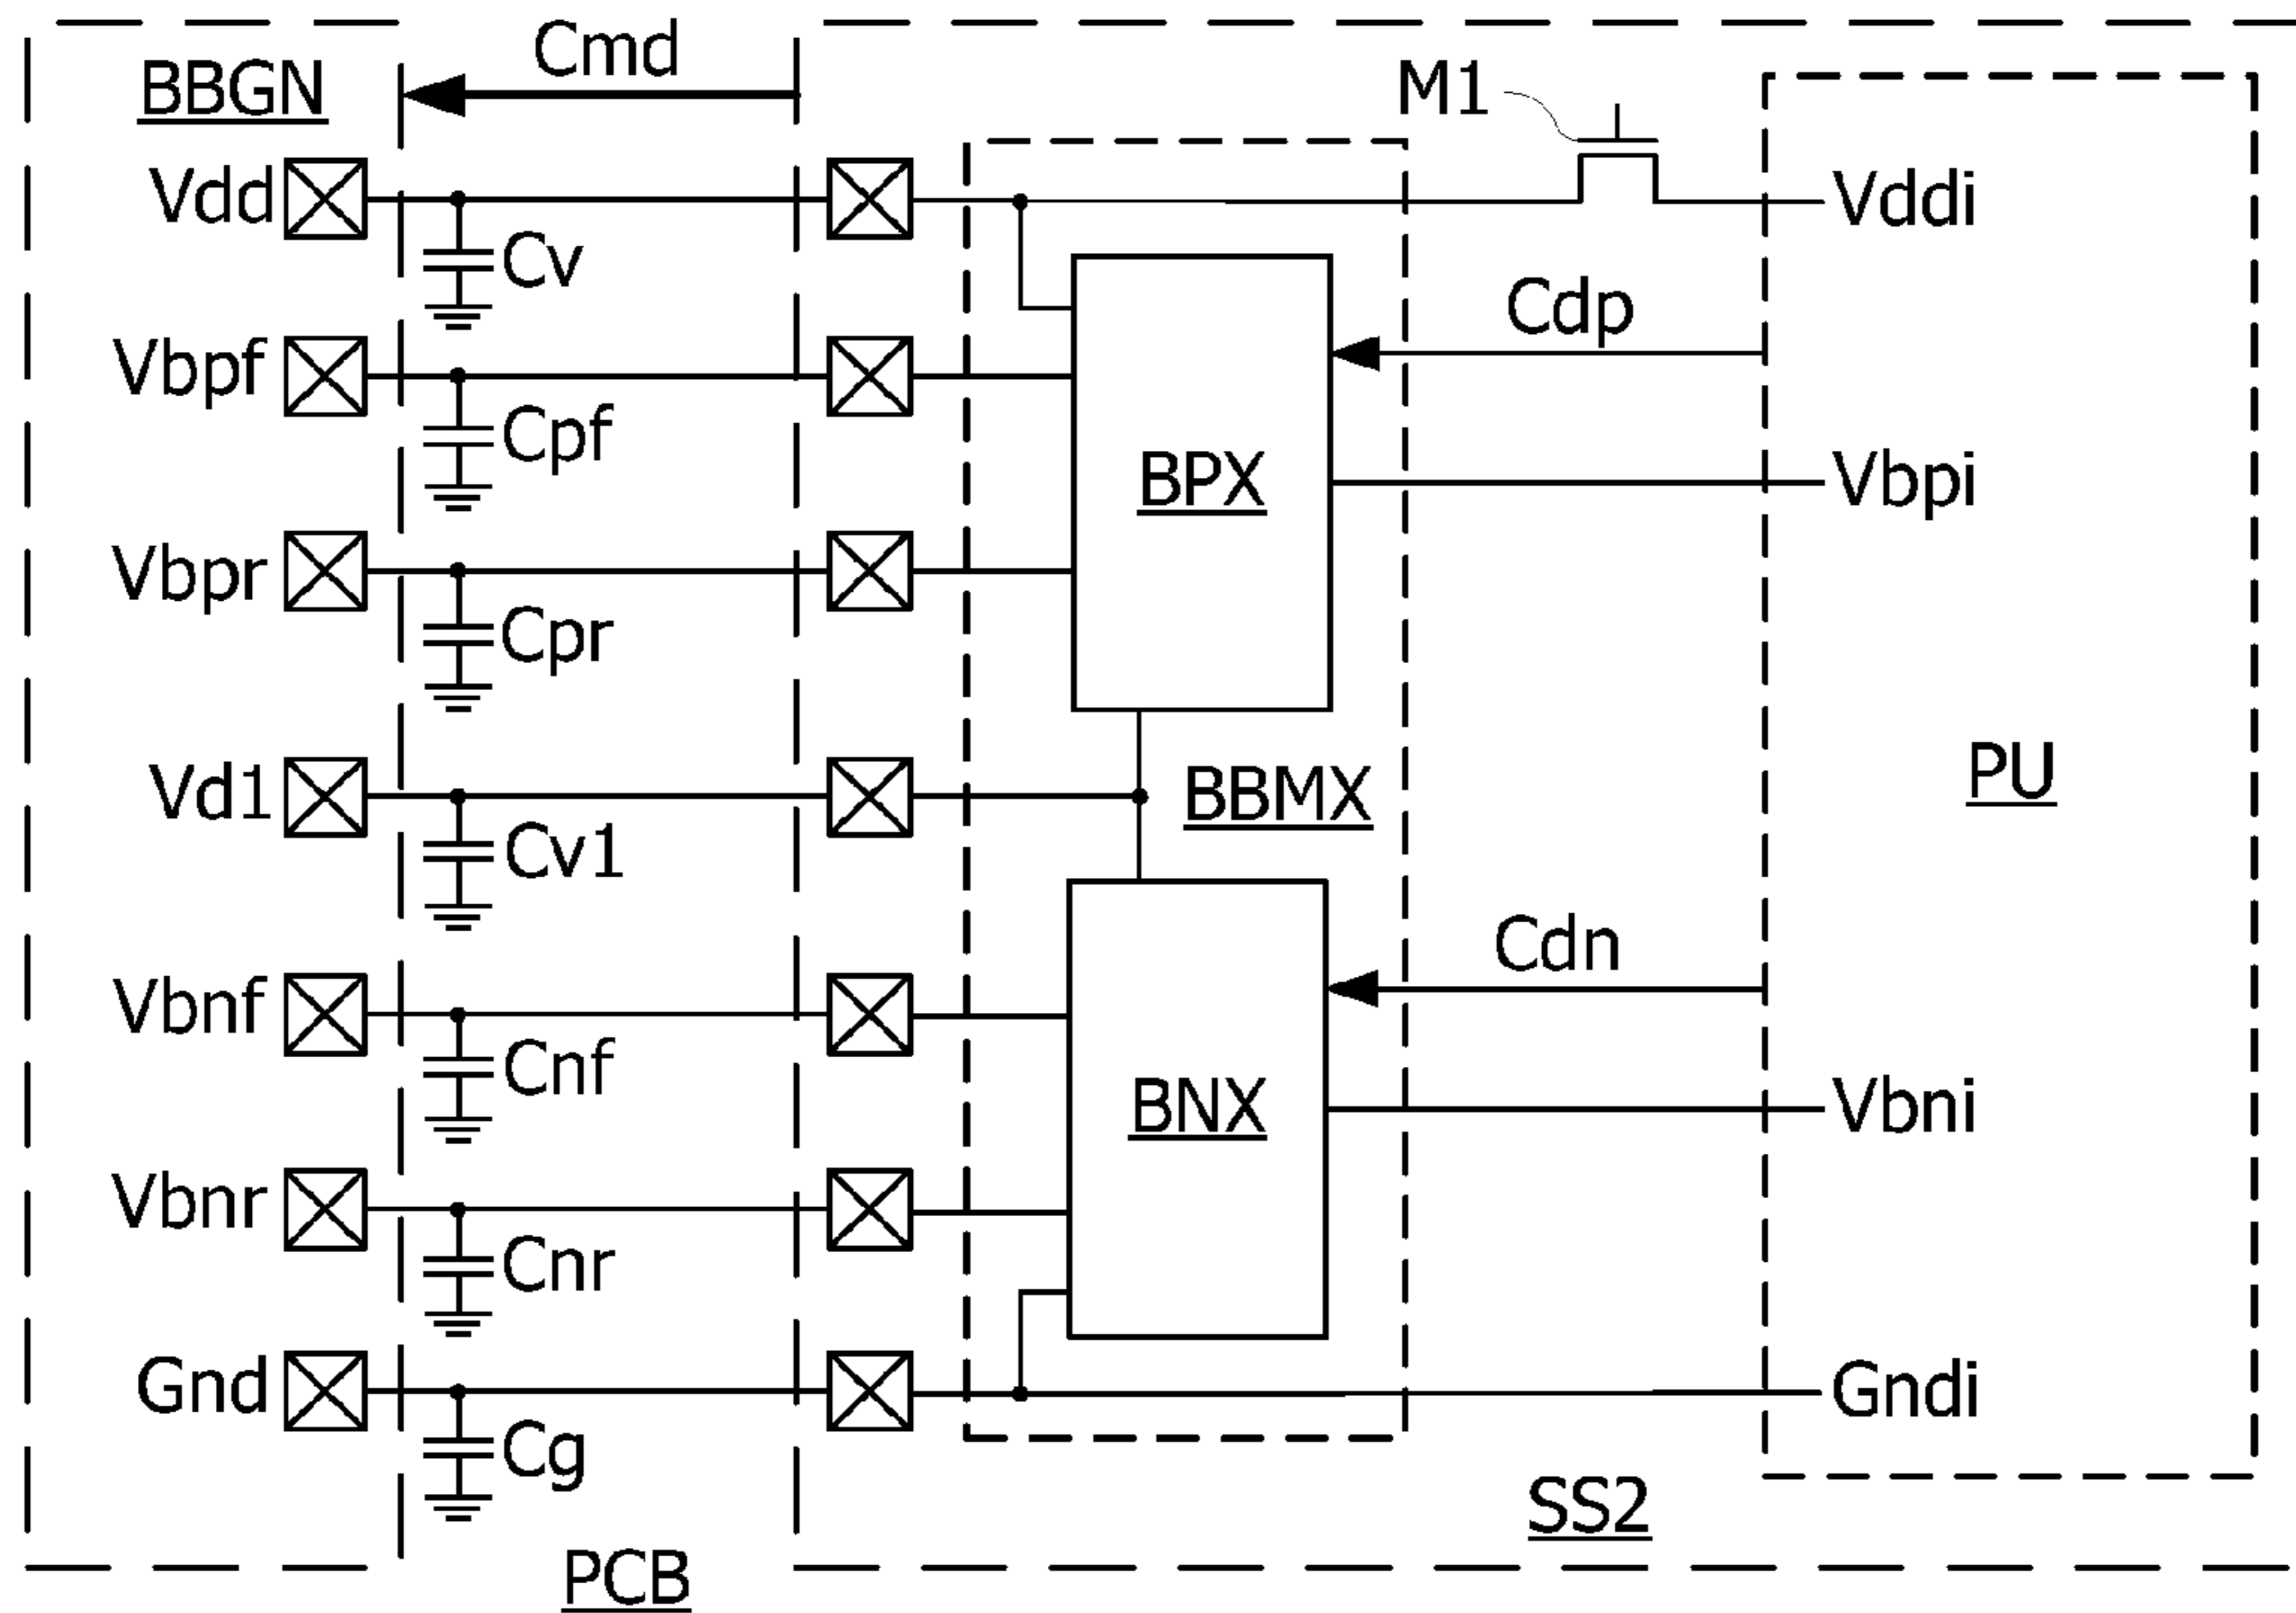 BBGN
Cmd
M1
Vdd
Cv
Vddi
Vbpf
Cpf
Cdp
BPX
Vbpi
Vbpr
Cpr
Vd1
Cv1
BBMX
PU
Vbnf
Cnf
Cdn
BNX
Vbni
Vbnr
Cnr
Gnd
Cg
Gndi
SS2
PCB